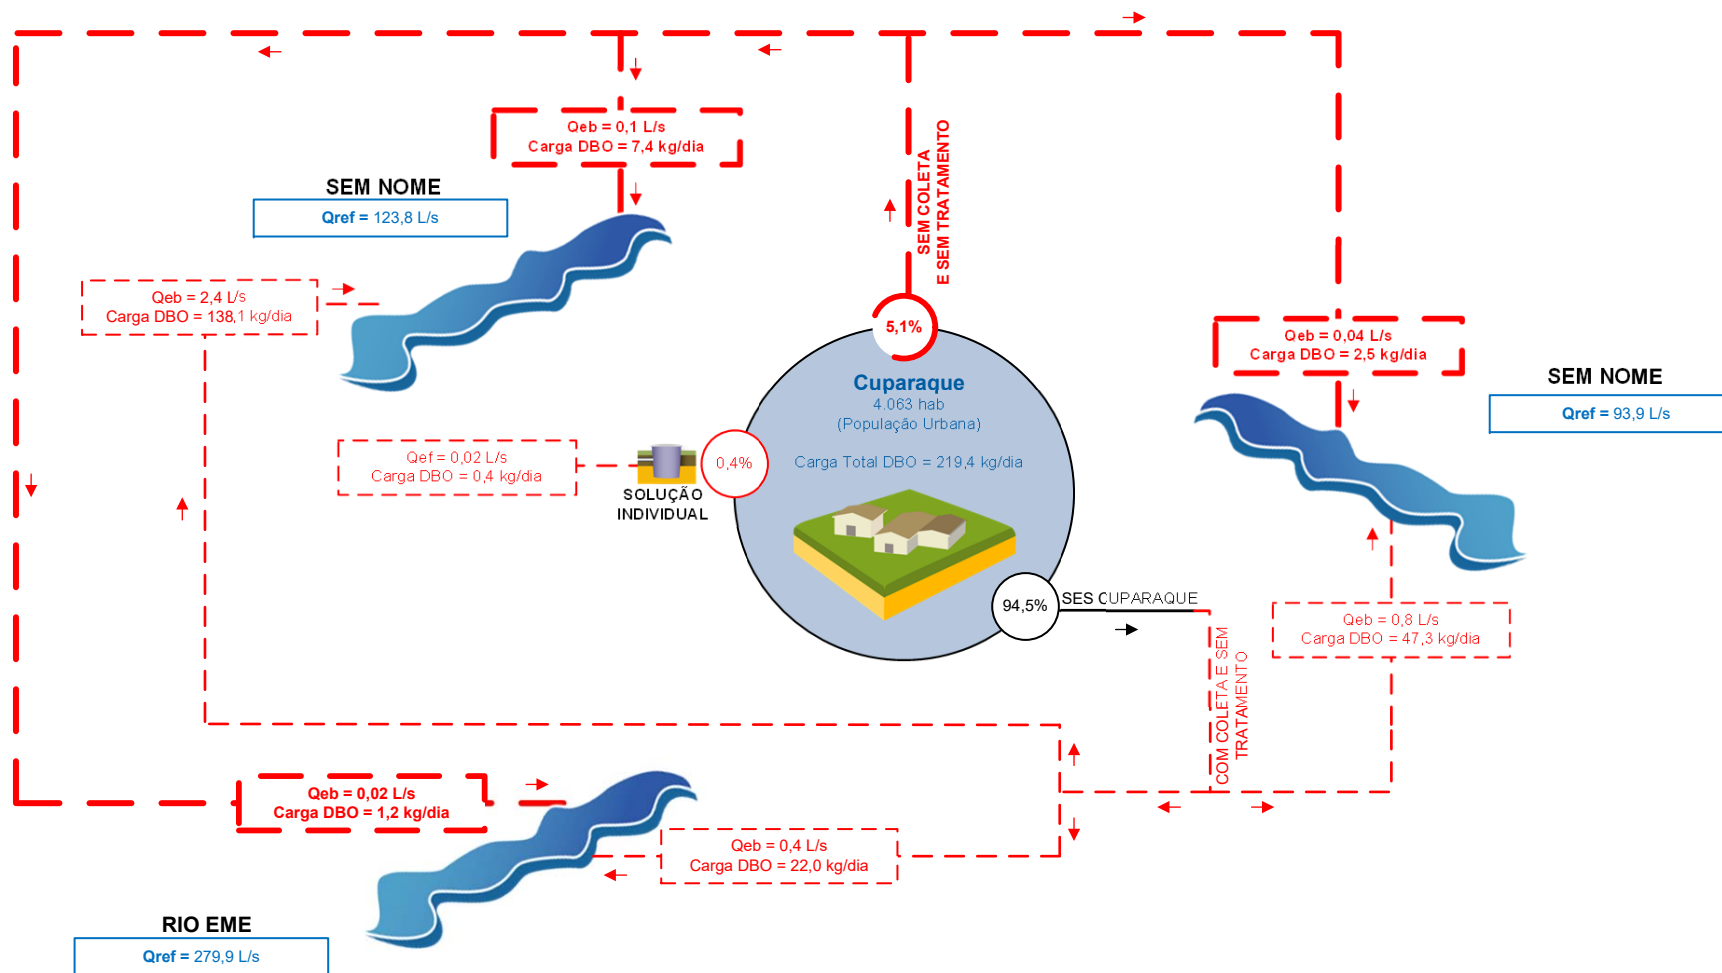 Qeb = 0,1 L/s
Carga DBO = 7,4 kg/dia
SEM NOME
Qref = 123,8 L/s
SEM COLETA
E SEM TRATAMENTO
Qeb = 2,4 L/s
Carga DBO = 138,1 kg/dia
5,1%
Qeb = 0,04 L/s
Carga DBO = 2,5 kg/dia
SEM NOME
Qref = 93,9 L/s
Cuparaque
4.063 hab
(População Urbana)
Carga Total DBO = 219,4 kg/dia
Qef = 0,02 L/s
Carga DBO = 0,4 kg/dia
0,4%
SOLUÇÃO
INDIVIDUAL
94,5%
SES CUPARAQUE
Qeb = 0,8 L/s
Carga DBO = 47,3 kg/dia
COM COLETA E SEM
TRATAMENTO
Qeb = 0,02 L/s
Carga DBO = 1,2 kg/dia
Qeb = 0,4 L/s
Carga DBO = 22,0 kg/dia
RIO EME
Qref = 279,9 L/s